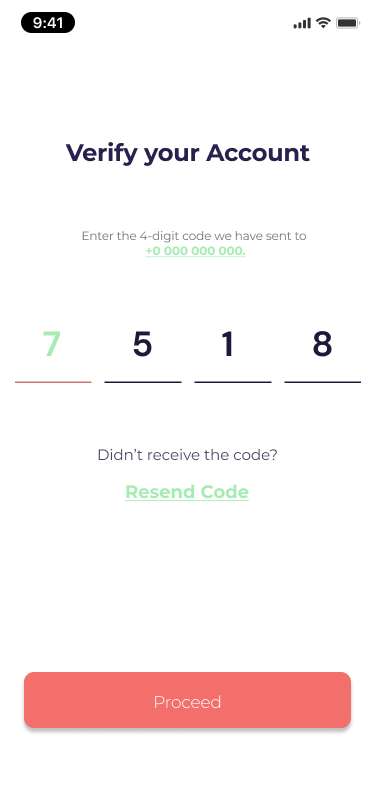 9:41
Verify your Account
Enter the 4-digit code we have sent to
+0 000 000 000.
7 5 1 8
Didn’t receive the code?
Resend Code
Proceed